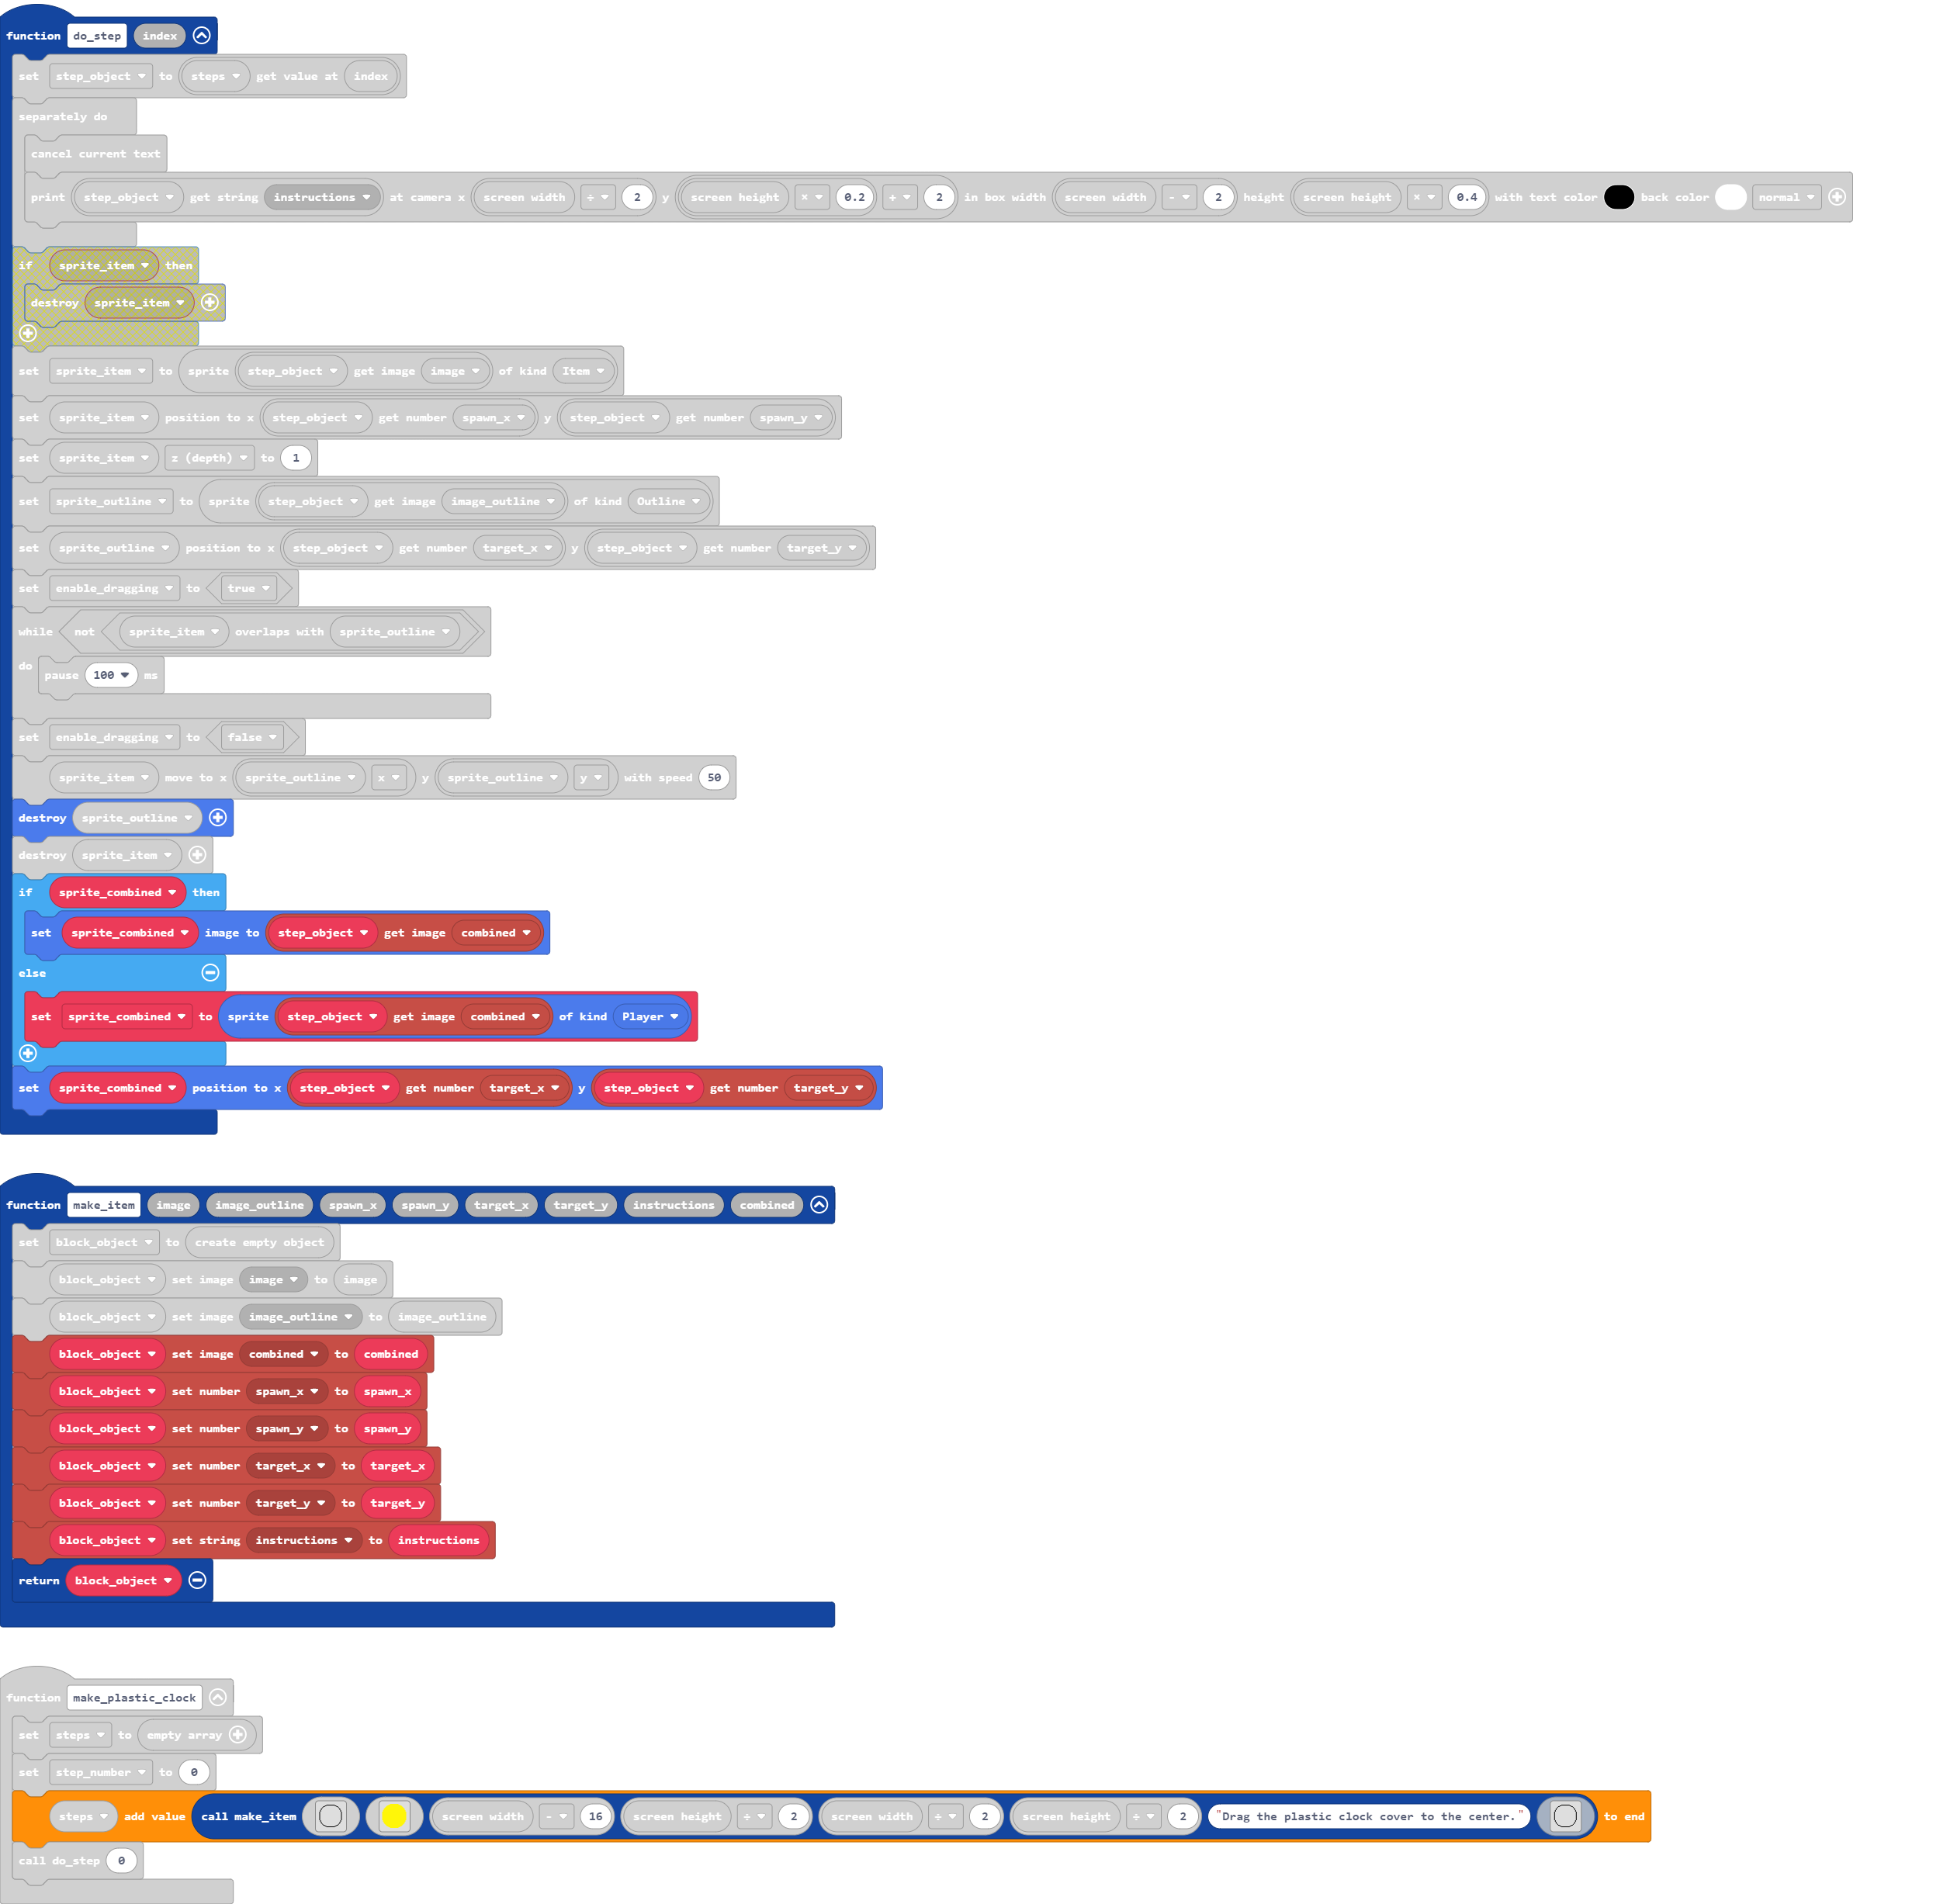 function do_step index
set step_object to steps get value at index
separately do
cancel current text
print step_object get string instructions at camera x screen width ÷ 2 y screen height × 0.2 + 2 in box width screen width - 2 height screen height × 0.4 with text color back color normal
if sprite_item then
destroy sprite_item
set sprite_item to sprite step_object get image image of kind Item
set sprite_item position to x step_object get number spawn_x y step_object get number spawn_y
set sprite_item z (depth) to 1
set sprite_outline to sprite step_object get image image_outline of kind Outline
set sprite_outline position to x step_object get number target_x y step_object get number target_y
set enable_dragging to true
while not sprite_item overlaps with sprite_outline
do
pause 100 ms
set enable_dragging to false
sprite_item move to x sprite_outline x y sprite_outline y with speed 50
destroy sprite_outline
destroy sprite_item
if sprite_combined then
set sprite_combined image to step_object get image combined
else
set sprite_combined to sprite step_object get image combined of kind Player
set sprite_combined position to x step_object get number target_x y step_object get number target_y
function make_item image image_outline spawn_x spawn_y target_x target_y instructions combined
set block_object to create empty object
block_object set image image to image
block_object set image image_outline to image_outline
block_object set image combined to combined
block_object set number spawn_x to spawn_x
block_object set number spawn_y to spawn_y
block_object set number target_x to target_x
block_object set number target_y to target_y
block_object set string instructions to instructions
return block_object
function make_plastic_clock
set steps to empty array
set step_number to 0
steps add value call make_item screen width - 16 screen height ÷ 2 screen width ÷ 2 screen height ÷ 2 "Drag the plastic clock cover to the center." to end
call do_step 0